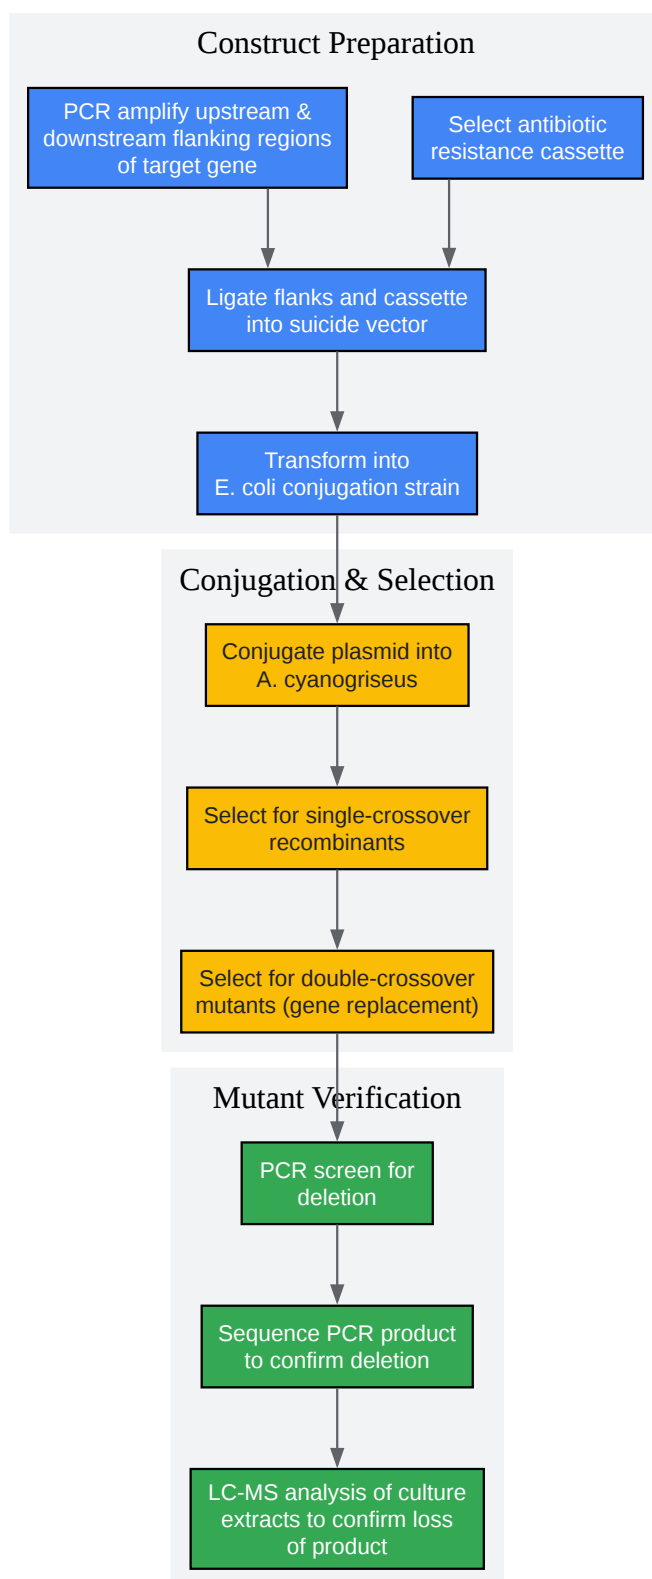 Construct Preparation
PCR amplify upstream &
downstream flanking regions
of target gene
Select antibiotic
resistance cassette
Ligate flanks and cassette
into suicide vector
Transform into
E. coli conjugation strain
Conjugation & Selection
Conjugate plasmid into
A. cyanogriseus
Select for single-crossover
recombinants
Select for double-crossover
mutants (gene replacement)
Mutant Verification
PCR screen for
deletion
Sequence PCR product
to confirm deletion
LC-MS analysis of culture
extracts to confirm loss
of product